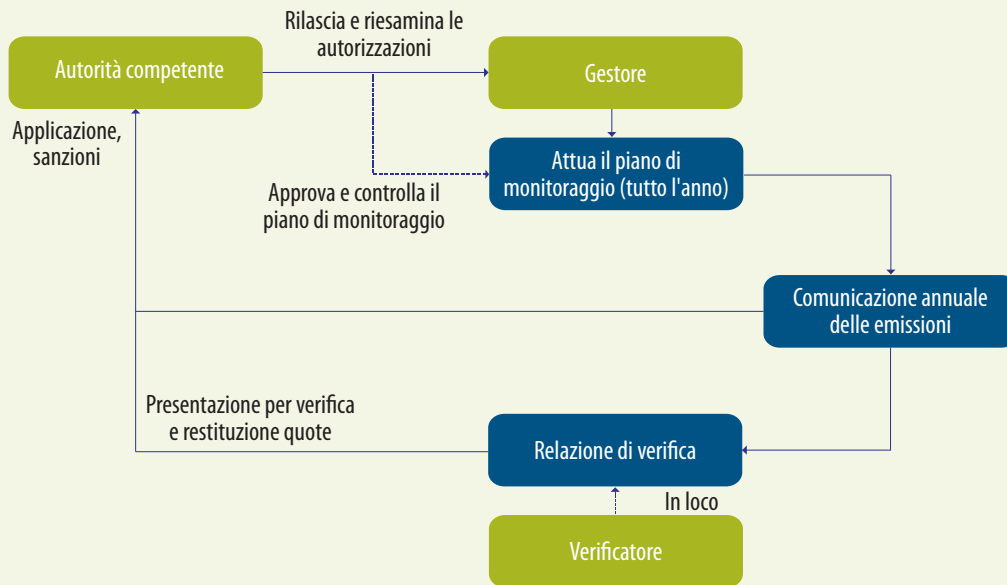 Rilascia e riesamina le
autorizzazioni
Autorità competente
Gestore
Applicazione,
sanzioni
Attua il piano di
monitoraggio (tutto l'anno)
Approva e controlla il
piano di monitoraggio
Comunicazione annuale
delle emissioni
Presentazione per verifica
e restituzione quote
Relazione di verifica
In loco
Verificatore